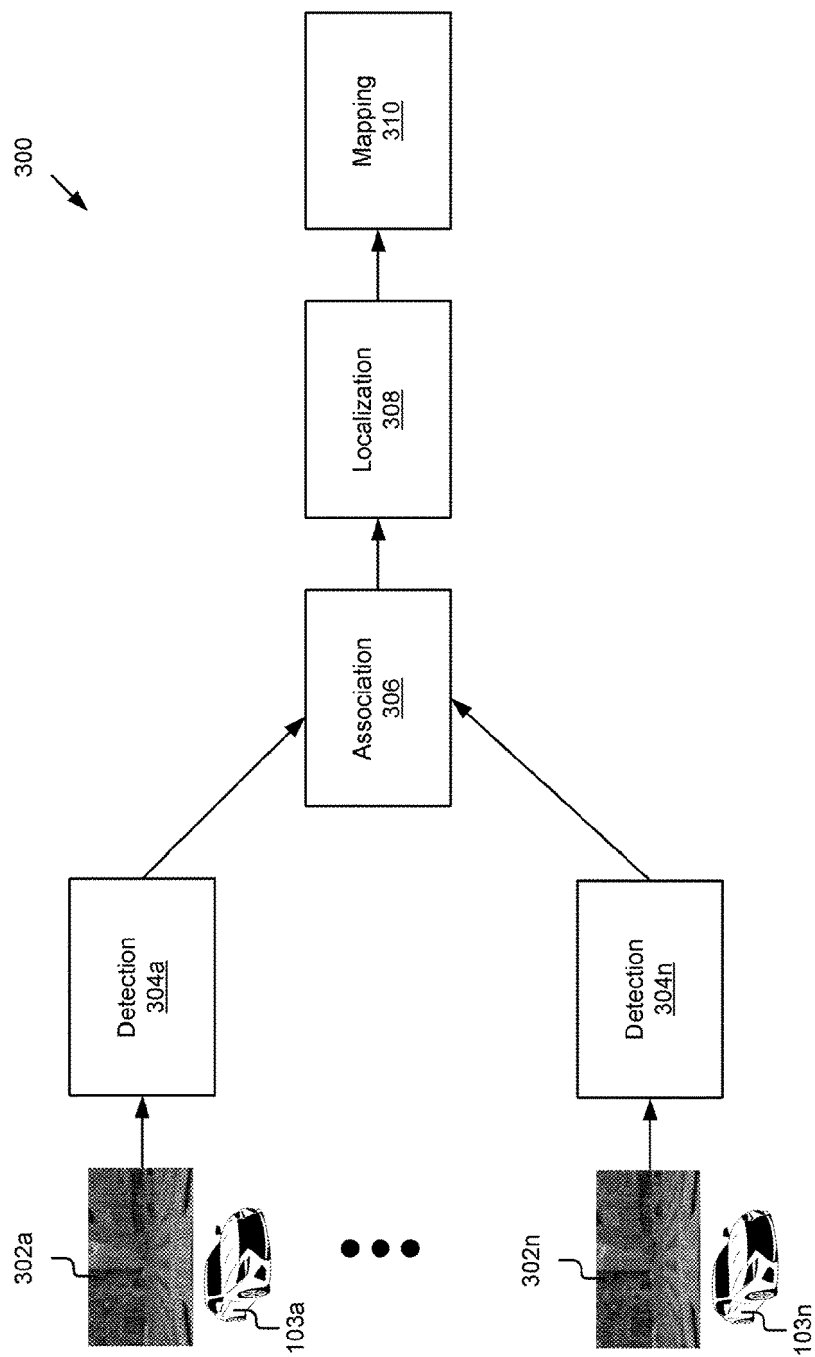 300
302a
103a
Detection
304a
302n
103n
Detection
304n
Association
306
Localization
308
Mapping
310